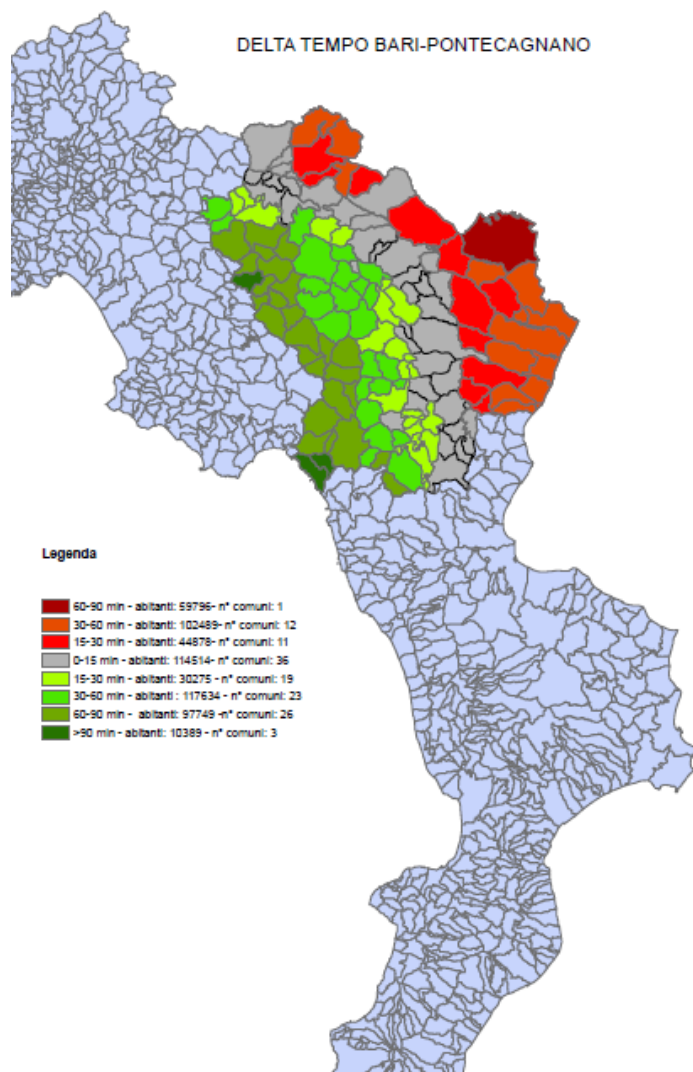 DELTA TEMPO BARI-PONTECAGNANO
Legenda
60-90 min - abitanti: 59796- n° comuni: 1
30-60 min - abitanti: 102489- n° comuni: 12
15-30 min - abitanti: 44878- n° comuni: 11
0-15 min - abitanti: 114514- n° comuni: 36
15-30 min - abitanti: 30275 - n° comuni: 19
30-60 min - abitanti : 117634 - n° comuni: 23
60-90 min - abitanti: 97749 -n° comuni: 26
>90 min - abitanti: 10389 - n° comuni: 3